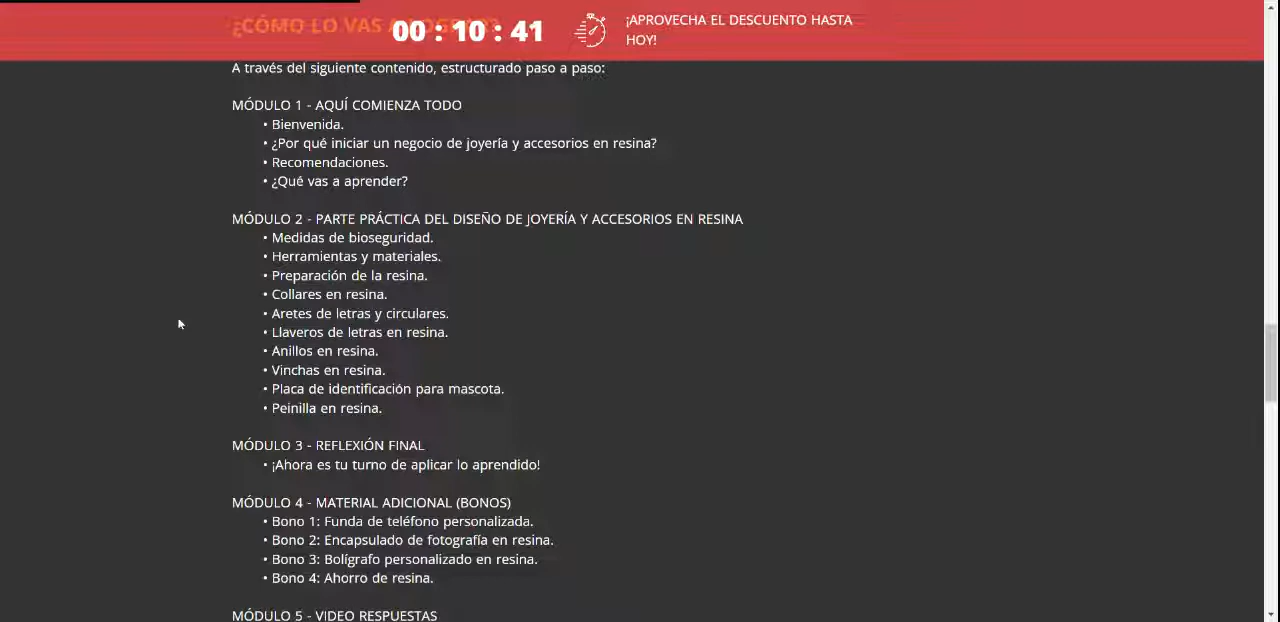 ¿CÓMO LO VAS A
00 : 10 : 41
¡APROVECHA EL DESCUENTO HASTA
HOY!
A través del siguiente contenido, estructurado paso a paso:
MÓDULO 1 - AQUÍ COMIENZA TODO
• Bienvenida.
• ¿Por qué iniciar un negocio de joyería y accesorios en resina?
• Recomendaciones.
• ¿Qué vas a aprender?
MÓDULO 2 - PARTE PRÁCTICA DEL DISEÑO DE JOYERÍA Y ACCESORIOS EN RESINA
• Medidas de bioseguridad.
• Herramientas y materiales.
• Preparación de la resina.
• Collares en resina.
• Aretes de letras y circulares.
• Llaveros de letras en resina.
• Anillos en resina.
• Vinchas en resina.
• Placa de identificación para mascota.
• Peinilla en resina.
MÓDULO 3 - REFLEXIÓN FINAL
• ¡Ahora es tu turno de aplicar lo aprendido!
MÓDULO 4 - MATERIAL ADICIONAL (BONOS)
• Bono 1: Funda de teléfono personalizada.
• Bono 2: Encapsulado de fotografía en resina.
• Bono 3: Bolígrafo personalizado en resina.
• Bono 4: Ahorro de resina.
MÓDULO 5 - VIDEO RESPUESTAS